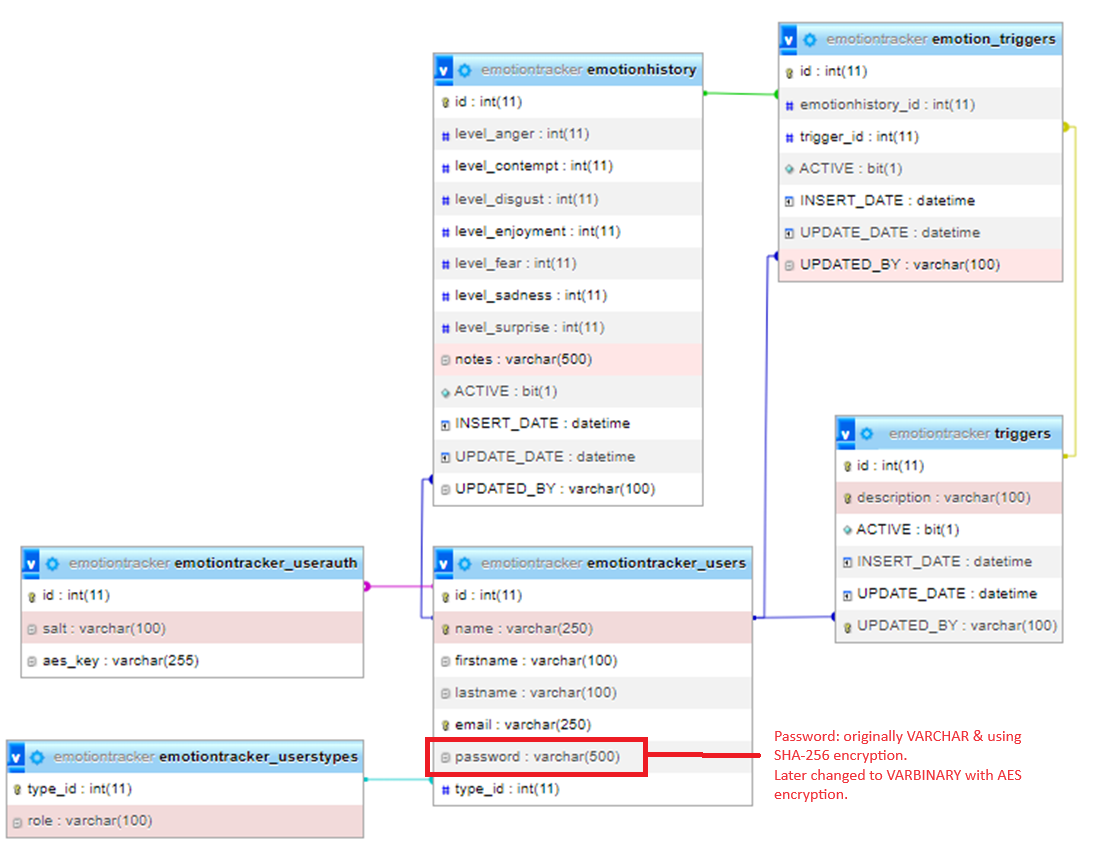 emotiontracker emotion_triggers
id : int(11)
emotionhistory_id : int(11)
trigger_id : int(11)
ACTIVE : bit(1)
INSERT_DATE : datetime
UPDATE_DATE : datetime
UPDATED_BY : varchar(100)
emotiontracker emotionhistory
id : int(11)
level_anger : int(11)
level_contempt : int(11)
level_disgust : int(11)
level_enjoyment : int(11)
level_fear : int(11)
level_sadness : int(11)
level_surprise : int(11)
notes : varchar(500)
ACTIVE : bit(1)
INSERT_DATE : datetime
UPDATE_DATE : datetime
UPDATED_BY : varchar(100)
emotiontracker triggers
id : int(11)
description : varchar(100)
ACTIVE : bit(1)
INSERT_DATE : datetime
UPDATE_DATE : datetime
UPDATED_BY : varchar(100)
emotiontracker emotiontracker_userauth
id : int(11)
salt : varchar(100)
aes_key : varchar(255)
emotiontracker emotiontracker_users
id : int(11)
name : varchar(250)
firstname : varchar(100)
lastname : varchar(100)
email : varchar(250)
password : varchar(500)
type_id : int(11)
Password: originally VARCHAR & using
SHA-256 encryption.
Later changed to VARBINARY with AES
encryption.
emotiontracker emotiontracker_userstypes
type_id : int(11)
role : varchar(100)